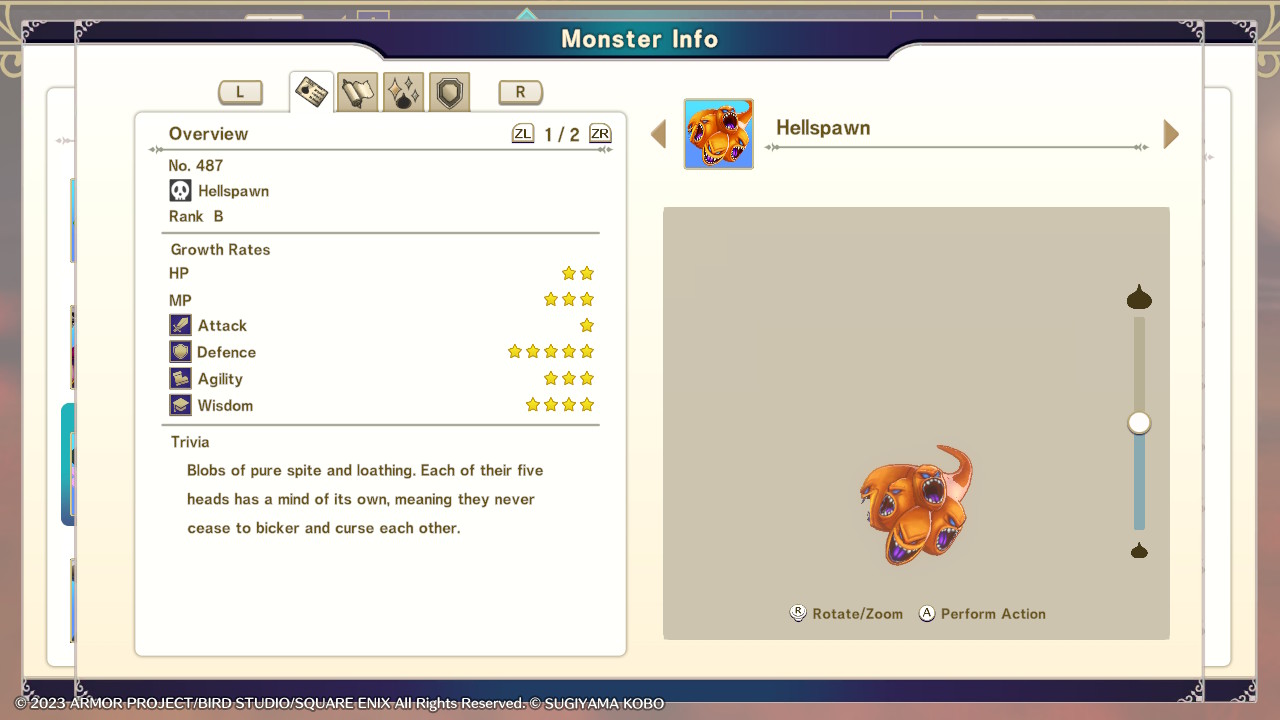 Monster Info
L
R
Overview
ZL 1 / 2 ZR
No. 487
Hellspawn
Rank B
Growth Rates
HP
MP
Attack
Defence
Agility
Wisdom
Trivia
Blobs of pure spite and loathing. Each of their five
heads has a mind of its own, meaning they never
cease to bicker and curse each other.
Hellspawn
R Rotate/Zoom A Perform Action
© 2023 ARMOR PROJECT/BIRD STUDIO/SQUARE ENIX All Rights Reserved. © SUGIYAMA KOBO